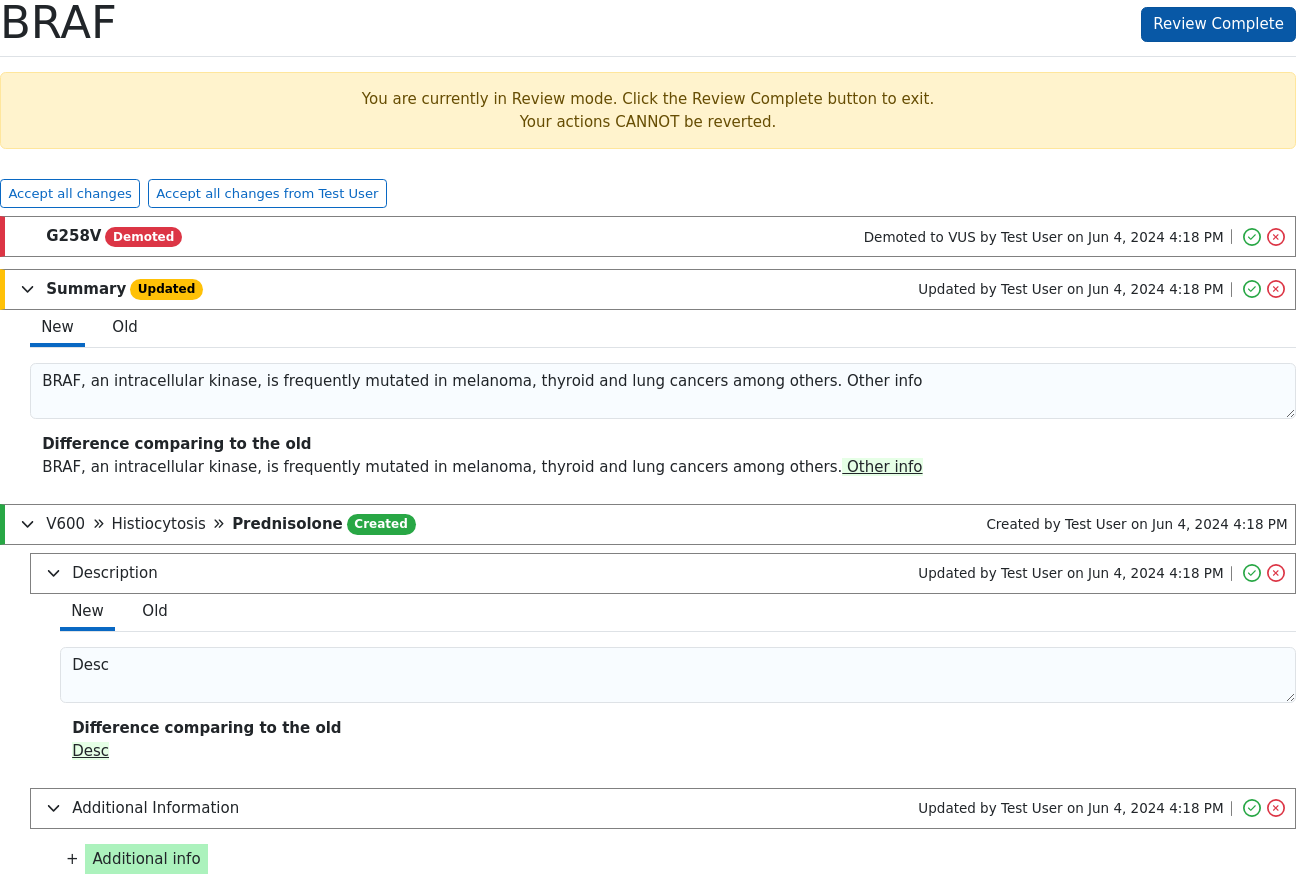 BRAF
Review Complete
You are currently in Review mode. Click the Review Complete button to exit.
Your actions CANNOT be reverted.
Accept all changes Accept all changes from Test User
G258V Demoted Demoted to VUS by Test User on Jun 4, 2024 4:18 PM |
Summary Updated Updated by Test User on Jun 4, 2024 4:18 PM |
New Old
BRAF, an intracellular kinase, is frequently mutated in melanoma, thyroid and lung cancers among others. Other info
Difference comparing to the old
BRAF, an intracellular kinase, is frequently mutated in melanoma, thyroid and lung cancers among others. Other info
V600 » Histiocytosis » Prednisolone Created Created by Test User on Jun 4, 2024 4:18 PM
Description Updated by Test User on Jun 4, 2024 4:18 PM |
New Old
Desc
Difference comparing to the old
Desc
Additional Information Updated by Test User on Jun 4, 2024 4:18 PM |
+ Additional info